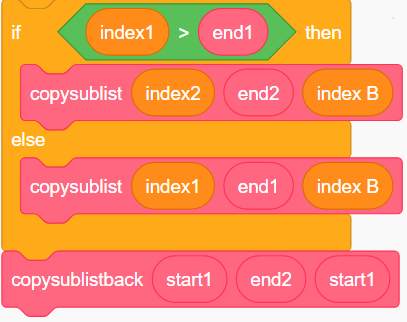 if index1 > end1 then
copysublist index2 end2 index B
else
copysublist index1 end1 index B
copysublistback start1 end2 start1